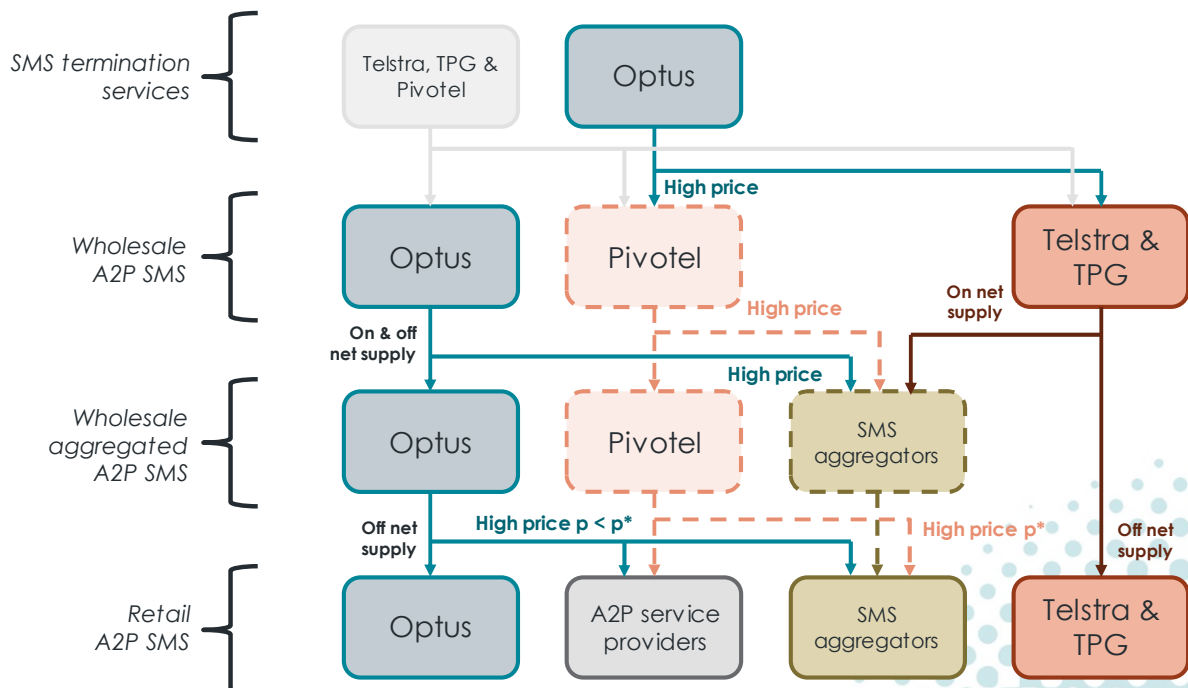 SMS termination
services
Telstra, TPG &
Pivotel
Optus
High price
Wholesale
A2P SMS
Optus
Pivotel
Telstra &
TPG
High price
On net
supply
On & off
net supply
High price
Wholesale
aggregated
A2P SMS
Optus
Pivotel
SMS
aggregators
Off net
supply
High price p < p*
High price p*
Off net
supply
Retail
A2P SMS
Optus
A2P service
providers
SMS
aggregators
Telstra &
TPG